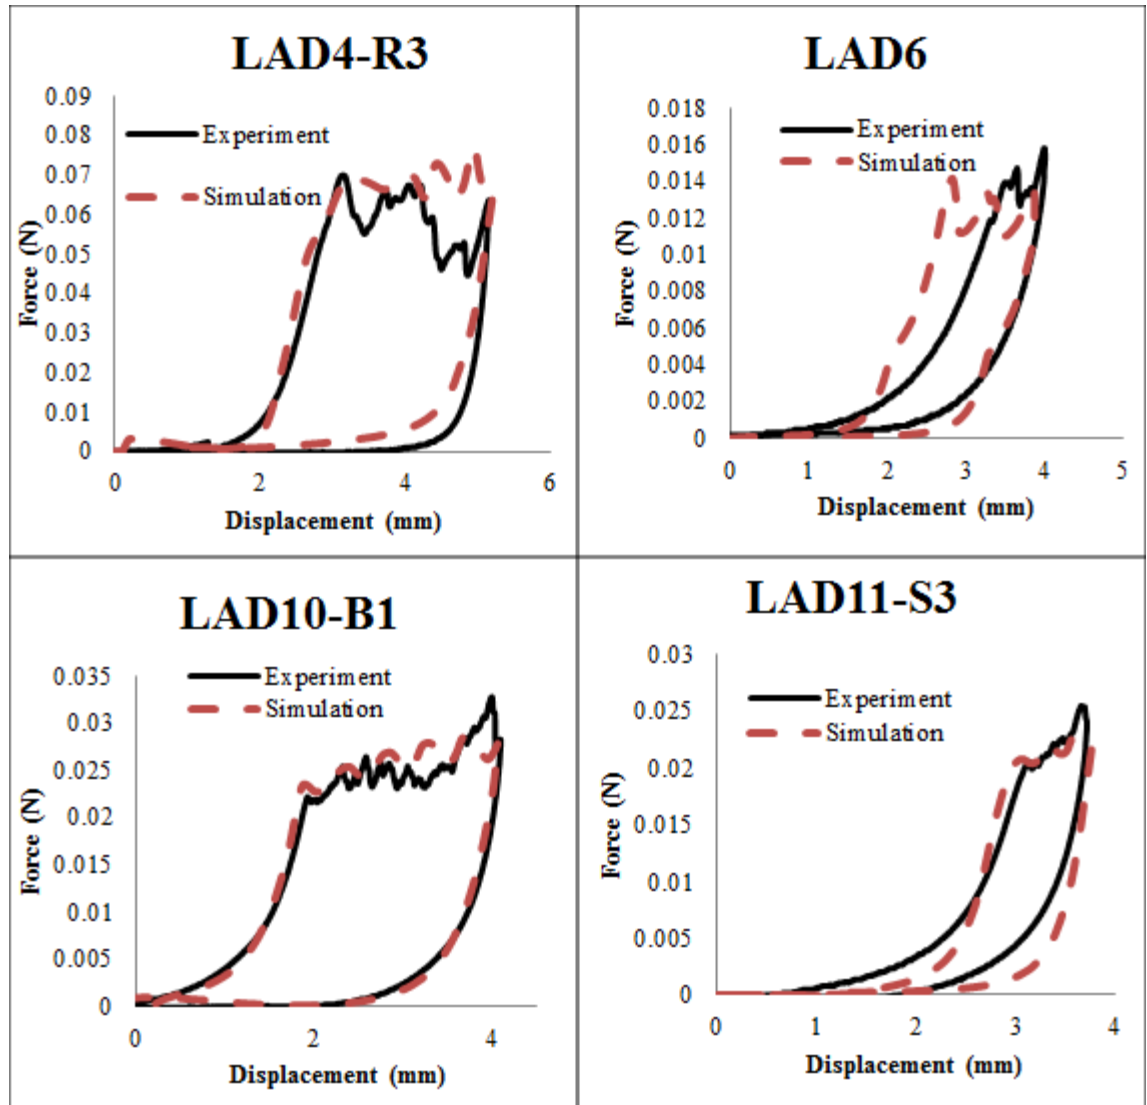 LAD4-R3
0.09
0.08
0.07
0.06
0.05
0.04
0.03
0.02
0.01
0
Force (N)
Experiment
Simulation
0 2 4 6
Displacement (mm)
LAD6
0.018
0.016
0.014
0.012
0.01
0.008
0.006
0.004
0.002
0
Force (N)
Experiment
Simulation
0 1 2 3 4 5
Displacement (mm)
LAD10-B1
0.035
0.03
0.025
0.02
0.015
0.01
0.005
0
Force (N)
Experiment
Simulation
0 2 4
Displacement (mm)
LAD11-S3
0.03
0.025
0.02
0.015
0.01
0.005
0
Force (N)
Experiment
Simulation
0 1 2 3 4
Displacement (mm)